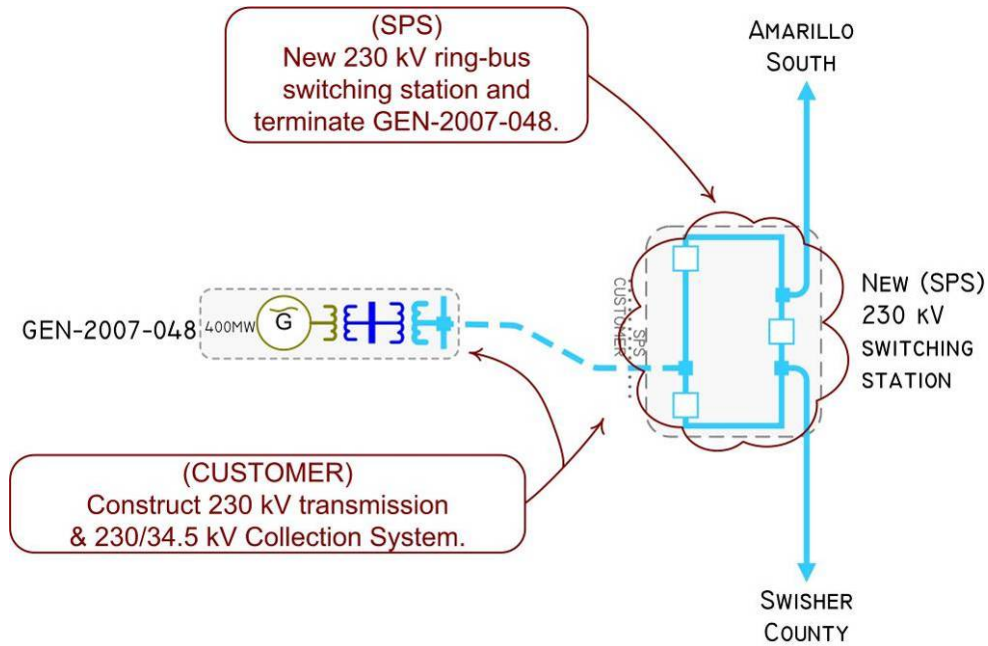 (SPS)
New 230 kV ring-bus
switching station and
terminate GEN-2007-048.
AMARILLO
SOUTH
GEN-2007-048
400MW
G
CUSTOMER
SPS
NEW (SPS)
230 KV
SWITCHING
STATION
(CUSTOMER)
Construct 230 kV transmission
& 230/34.5 kV Collection System.
SWISHER
COUNTY